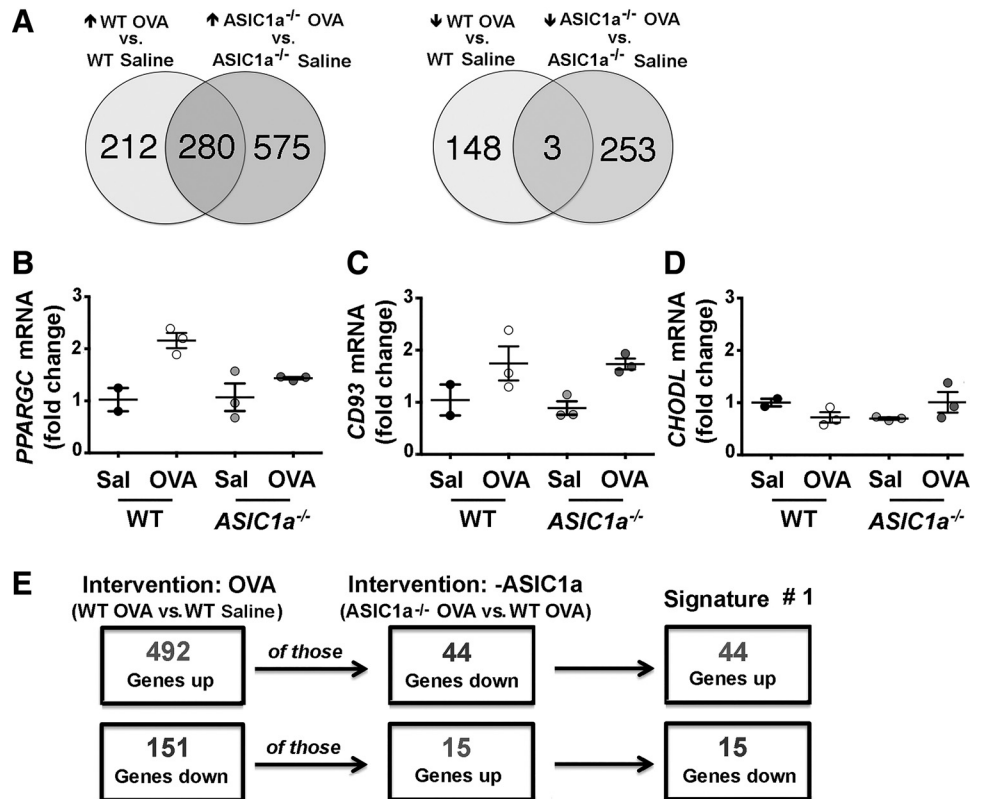 A
↑ WT OVA
vs.
WT Saline
↑ ASIC1a-/- OVA
vs.
ASIC1a-/- Saline
212 280 575
↓ WT OVA
vs.
WT Saline
↓ ASIC1a-/- OVA
vs.
ASIC1a-/- Saline
148 3 253
B
PPARGC mRNA
(fold change)
3
2
1
0
Sal OVA Sal OVA
WT ASIC1a-/-
C
CD93 mRNA
(fold change)
3
2
1
0
Sal OVA Sal OVA
WT ASIC1a-/-
D
CHODL mRNA
(fold change)
3
2
1
0
Sal OVA Sal OVA
WT ASIC1a-/-
E
Intervention: OVA
(WT OVA vs. WT Saline)
Intervention: -ASIC1a
(ASIC1a-/- OVA vs. WT OVA)
Signature # 1
492
Genes up
of those
44
Genes down
44
Genes up
151
Genes down
of those
15
Genes up
15
Genes down